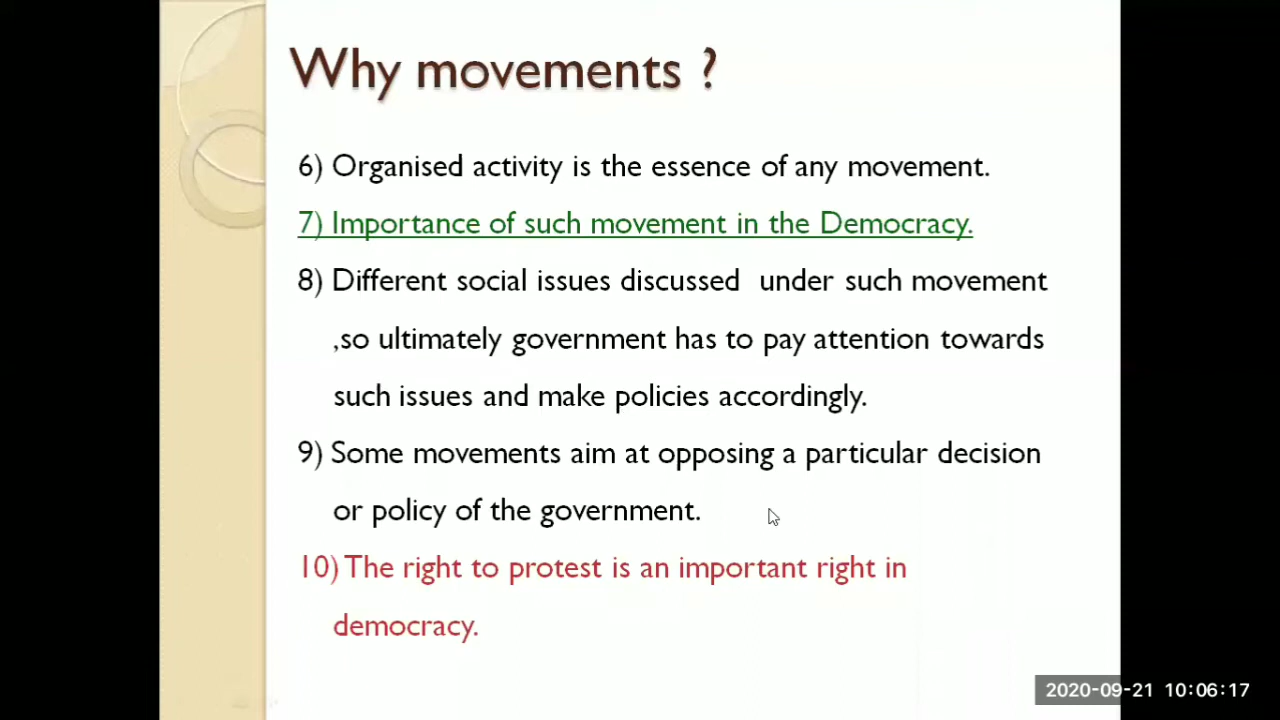 Why movements ?
6) Organised activity is the essence of any movement.
7) Importance of such movement in the Democracy.
8) Different social issues discussed  under such movement
,so ultimately government has to pay attention towards
such issues and make policies accordingly.
9) Some movements aim at opposing a particular decision
or policy of the government.
10) The right to protest is an important right in
democracy.
2020-09-21 10:06:17